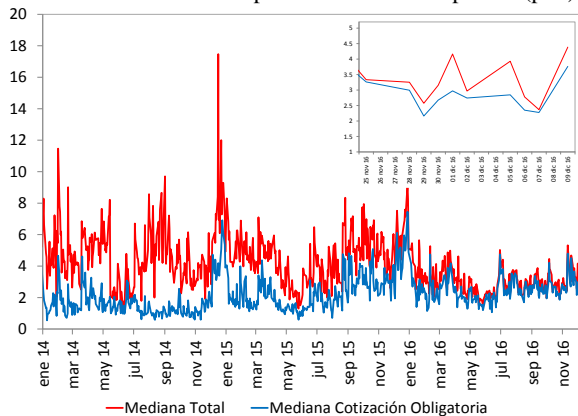 20
18
16
14
12
10
8
6
4
2
0
5
4.5
4
3.5
3
2.5
2
1.5
1
25 nov 16
26 nov 16
27 nov 16
28 nov 16
29 nov 16
30 nov 16
01 dic 16
02 dic 16
03 dic 16
04 dic 16
05 dic 16
06 dic 16
07 dic 16
08 dic 16
09 dic 16
ene 14
mar 14
may 14
jul 14
sep 14
nov 14
ene 15
mar 15
may 15
jul 15
sep 15
nov 15
ene 16
mar 16
may 16
jul 16
sep 16
nov 16
Mediana Total
Mediana Cotización Obligatoria